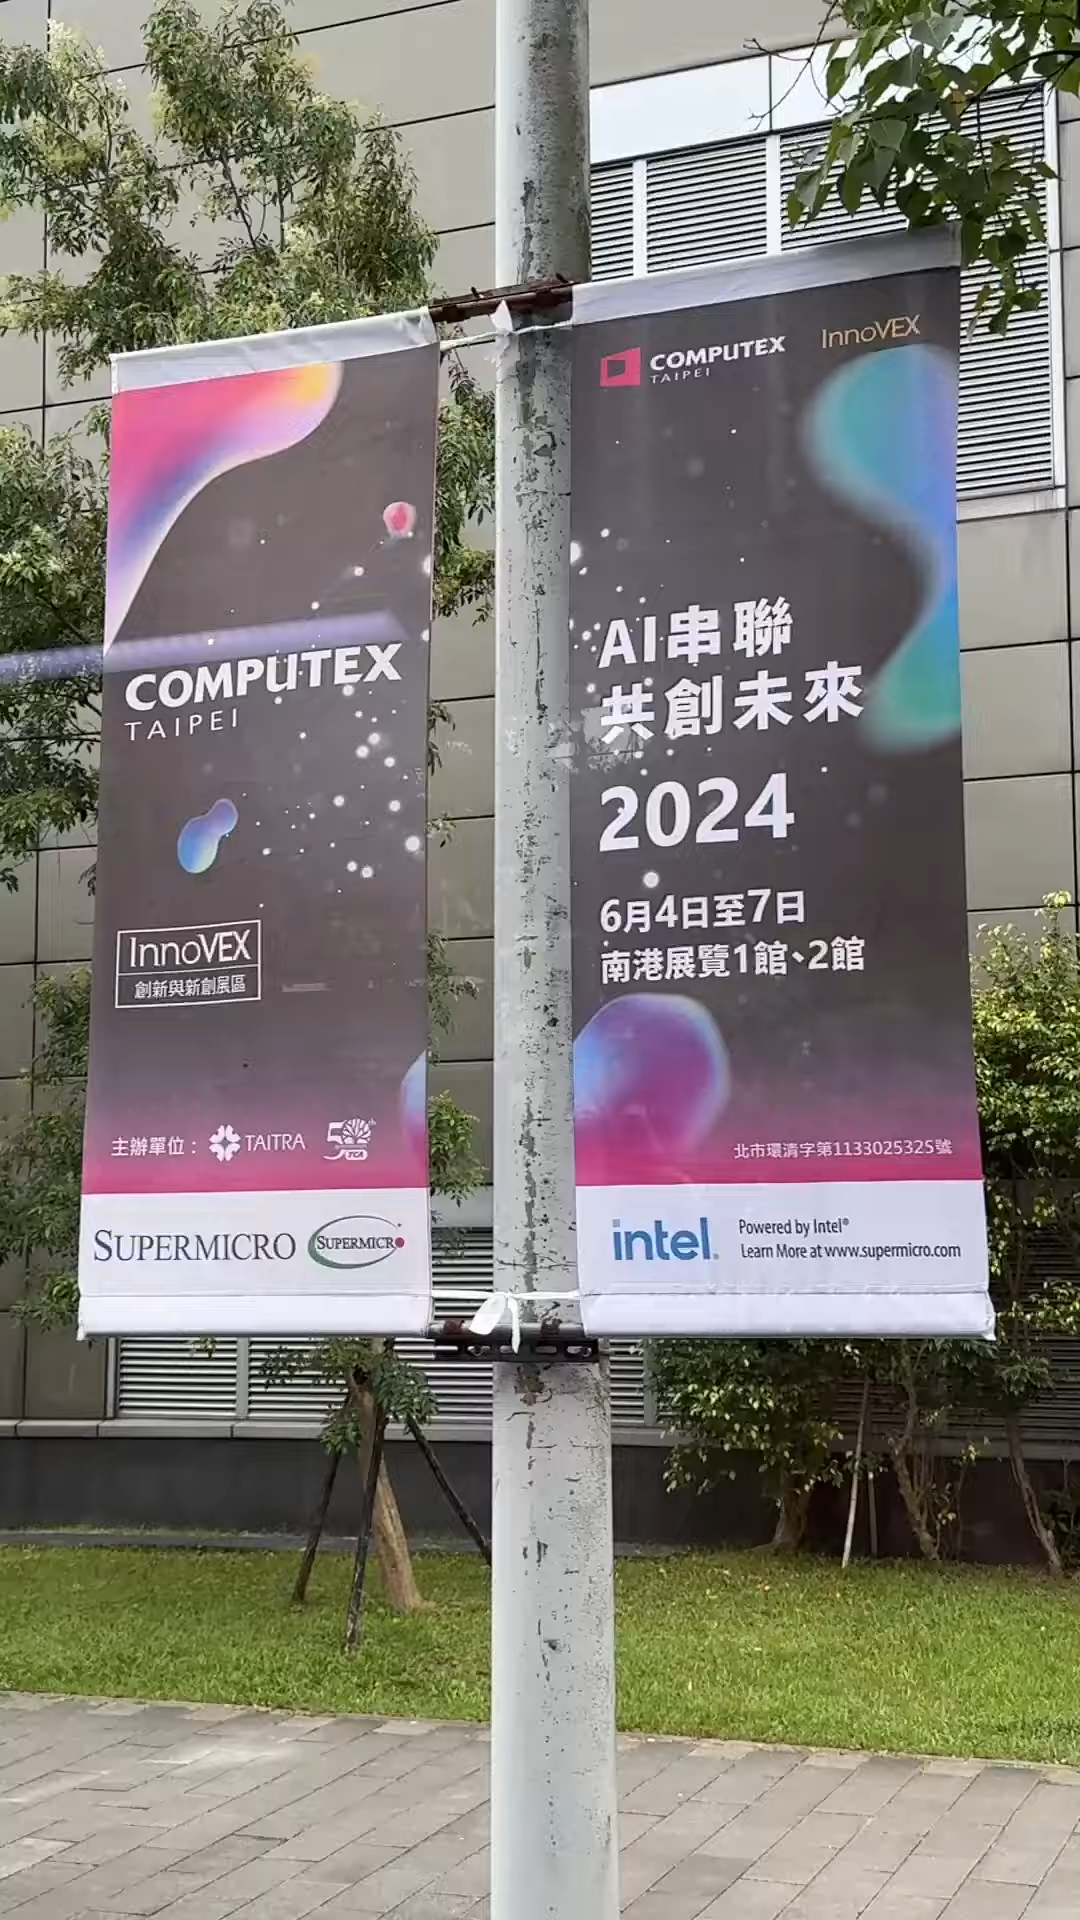 COMPUTEX
TAIPEI
InnoVEX
創新與新創展區
主辦單位：TAITRA 50 TCA
SUPERMICRO SUPERMICRO
COMPUTEX
TAIPEI
InnoVEX
AI串聯
共創未來
2024
6月4日至7日
南港展覽1館、2館
北市環清字第1133025325號
intel.
Powered by Intel®
Learn More at www.supermicro.com